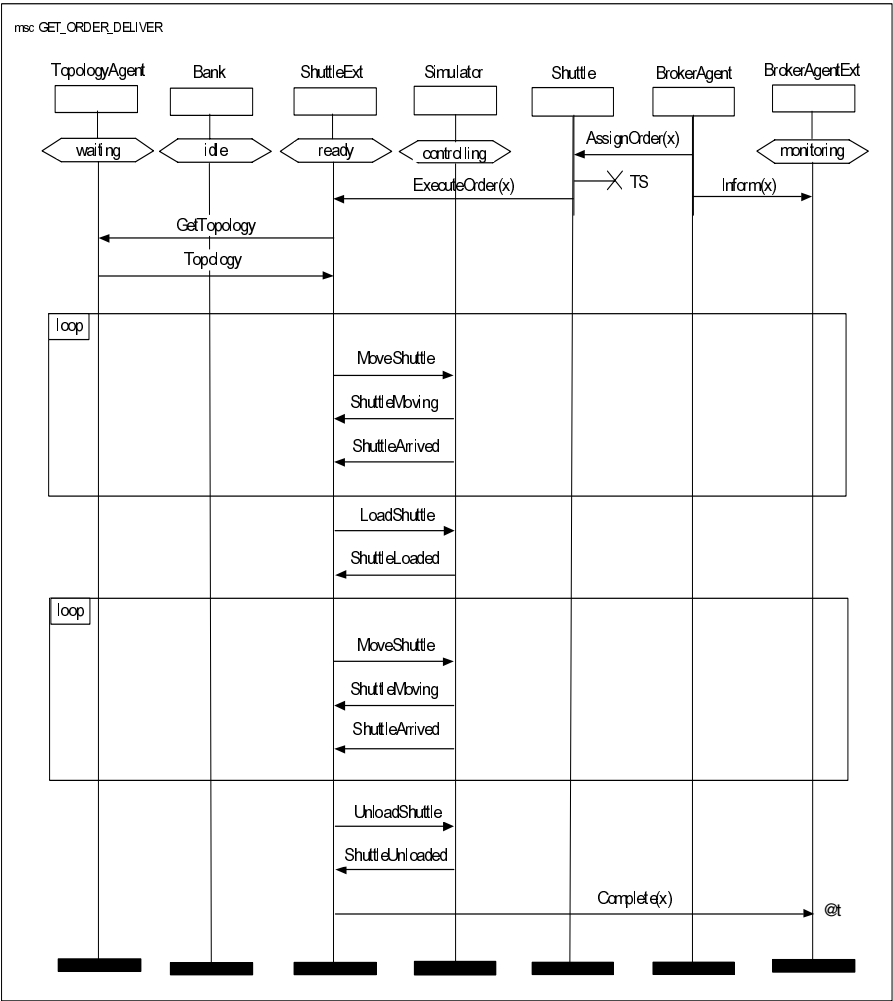 msc GET_ORDER_DELIVER
TopologyAgent Bank ShuttleExt Simulator Shuttle BrokerAgent BrokerAgentExt
waiting idle ready controlling AssignOrder(x) monitoring
ExecuteOrder(x) TS Inform(x)
GetTopology
Topology
loop
MoveShuttle
ShuttleMoving
ShuttleArrived
LoadShuttle
ShuttleLoaded
loop
MoveShuttle
ShuttleMoving
ShuttleArrived
UnloadShuttle
ShuttleUnloaded
Complete(x) @t